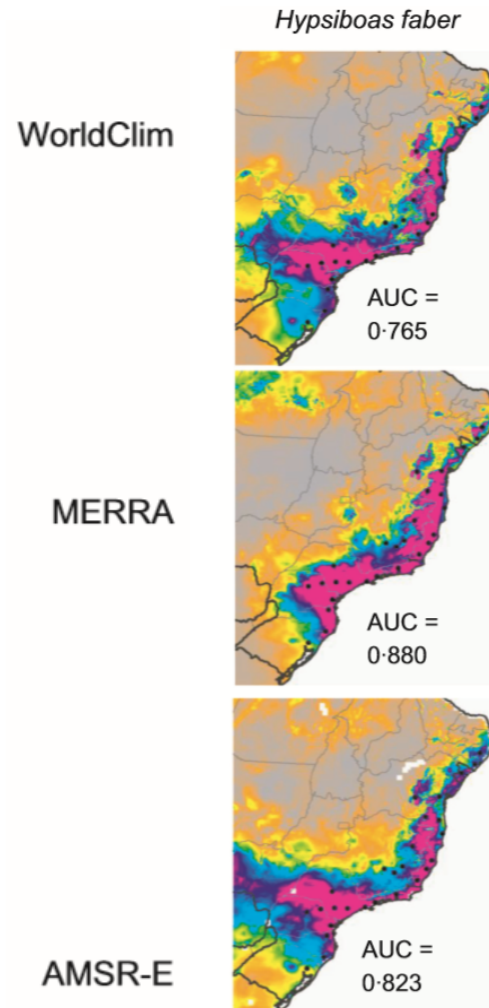 Hypsiboas faber
WorldClim
AUC =
0·765
MERRA
AUC =
0·880
AMSR-E
AUC =
0·823